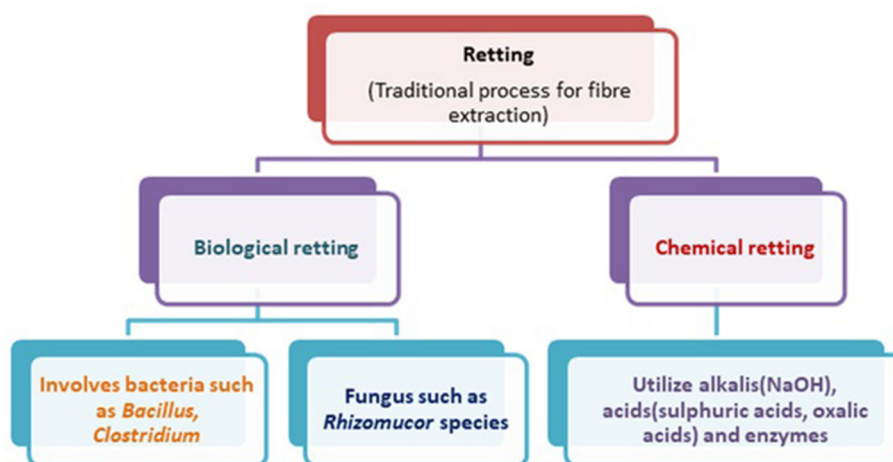 Retting
(Traditional process for fibre
extraction)
Biological retting
Chemical retting
Involves bacteria such
as Bacillus,
Clostridium
Fungus such as
Rhizomucor species
Utilize alkalis(NaOH),
acids(sulphuric acids, oxalic
acids) and enzymes